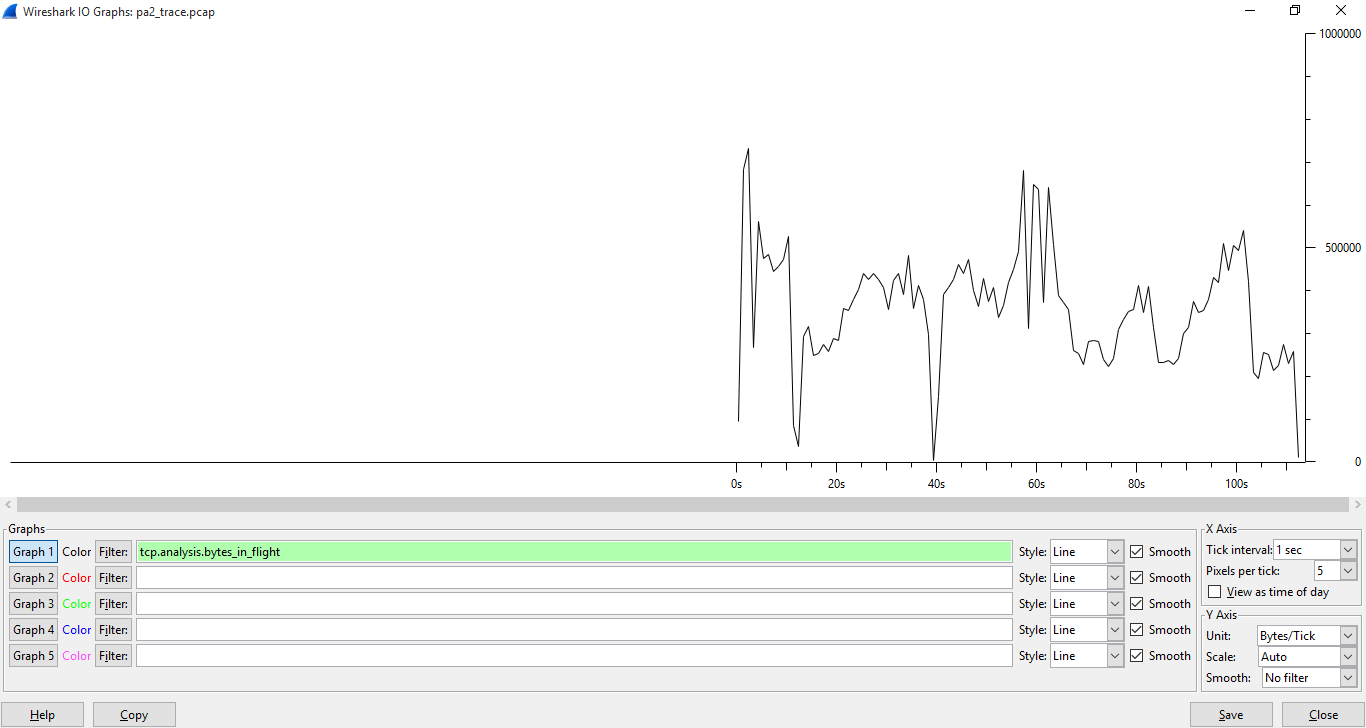 Wireshark IO Graphs: pa2_trace.pcap
1000000
500000
0
0s 20s 40s 60s 80s 100s
Graphs
Graph 1 Color Filter: tcp.analysis.bytes_in_flight Style: Line Smooth
Graph 2 Color Filter: Style: Line Smooth
Graph 3 Color Filter: Style: Line Smooth
Graph 4 Color Filter: Style: Line Smooth
Graph 5 Color Filter: Style: Line Smooth
X Axis
Tick interval: 1 sec
Pixels per tick: 5
View as time of day
Y Axis
Unit: Bytes/Tick
Scale: Auto
Smooth: No filter
Help Copy Save Close